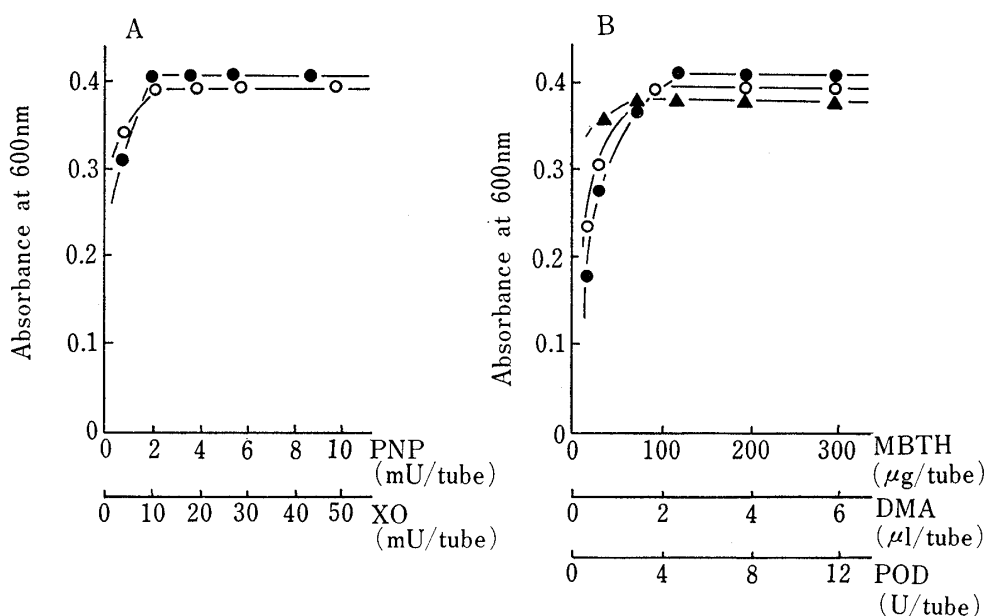 A
Absorbance at 600nm
0.4
0.3
0.2
0.1
0
0 2 4 6 8 10 PNP
(mU/tube)
0 10 20 30 40 50 XO
(mU/tube)
B
Absorbance at 600nm
0.4
0.3
0.2
0.1
0
0 100 200 300 MBTH
(μg/tube)
0 2 4 6 DMA
(μl/tube)
0 4 8 12 POD
(U/tube)